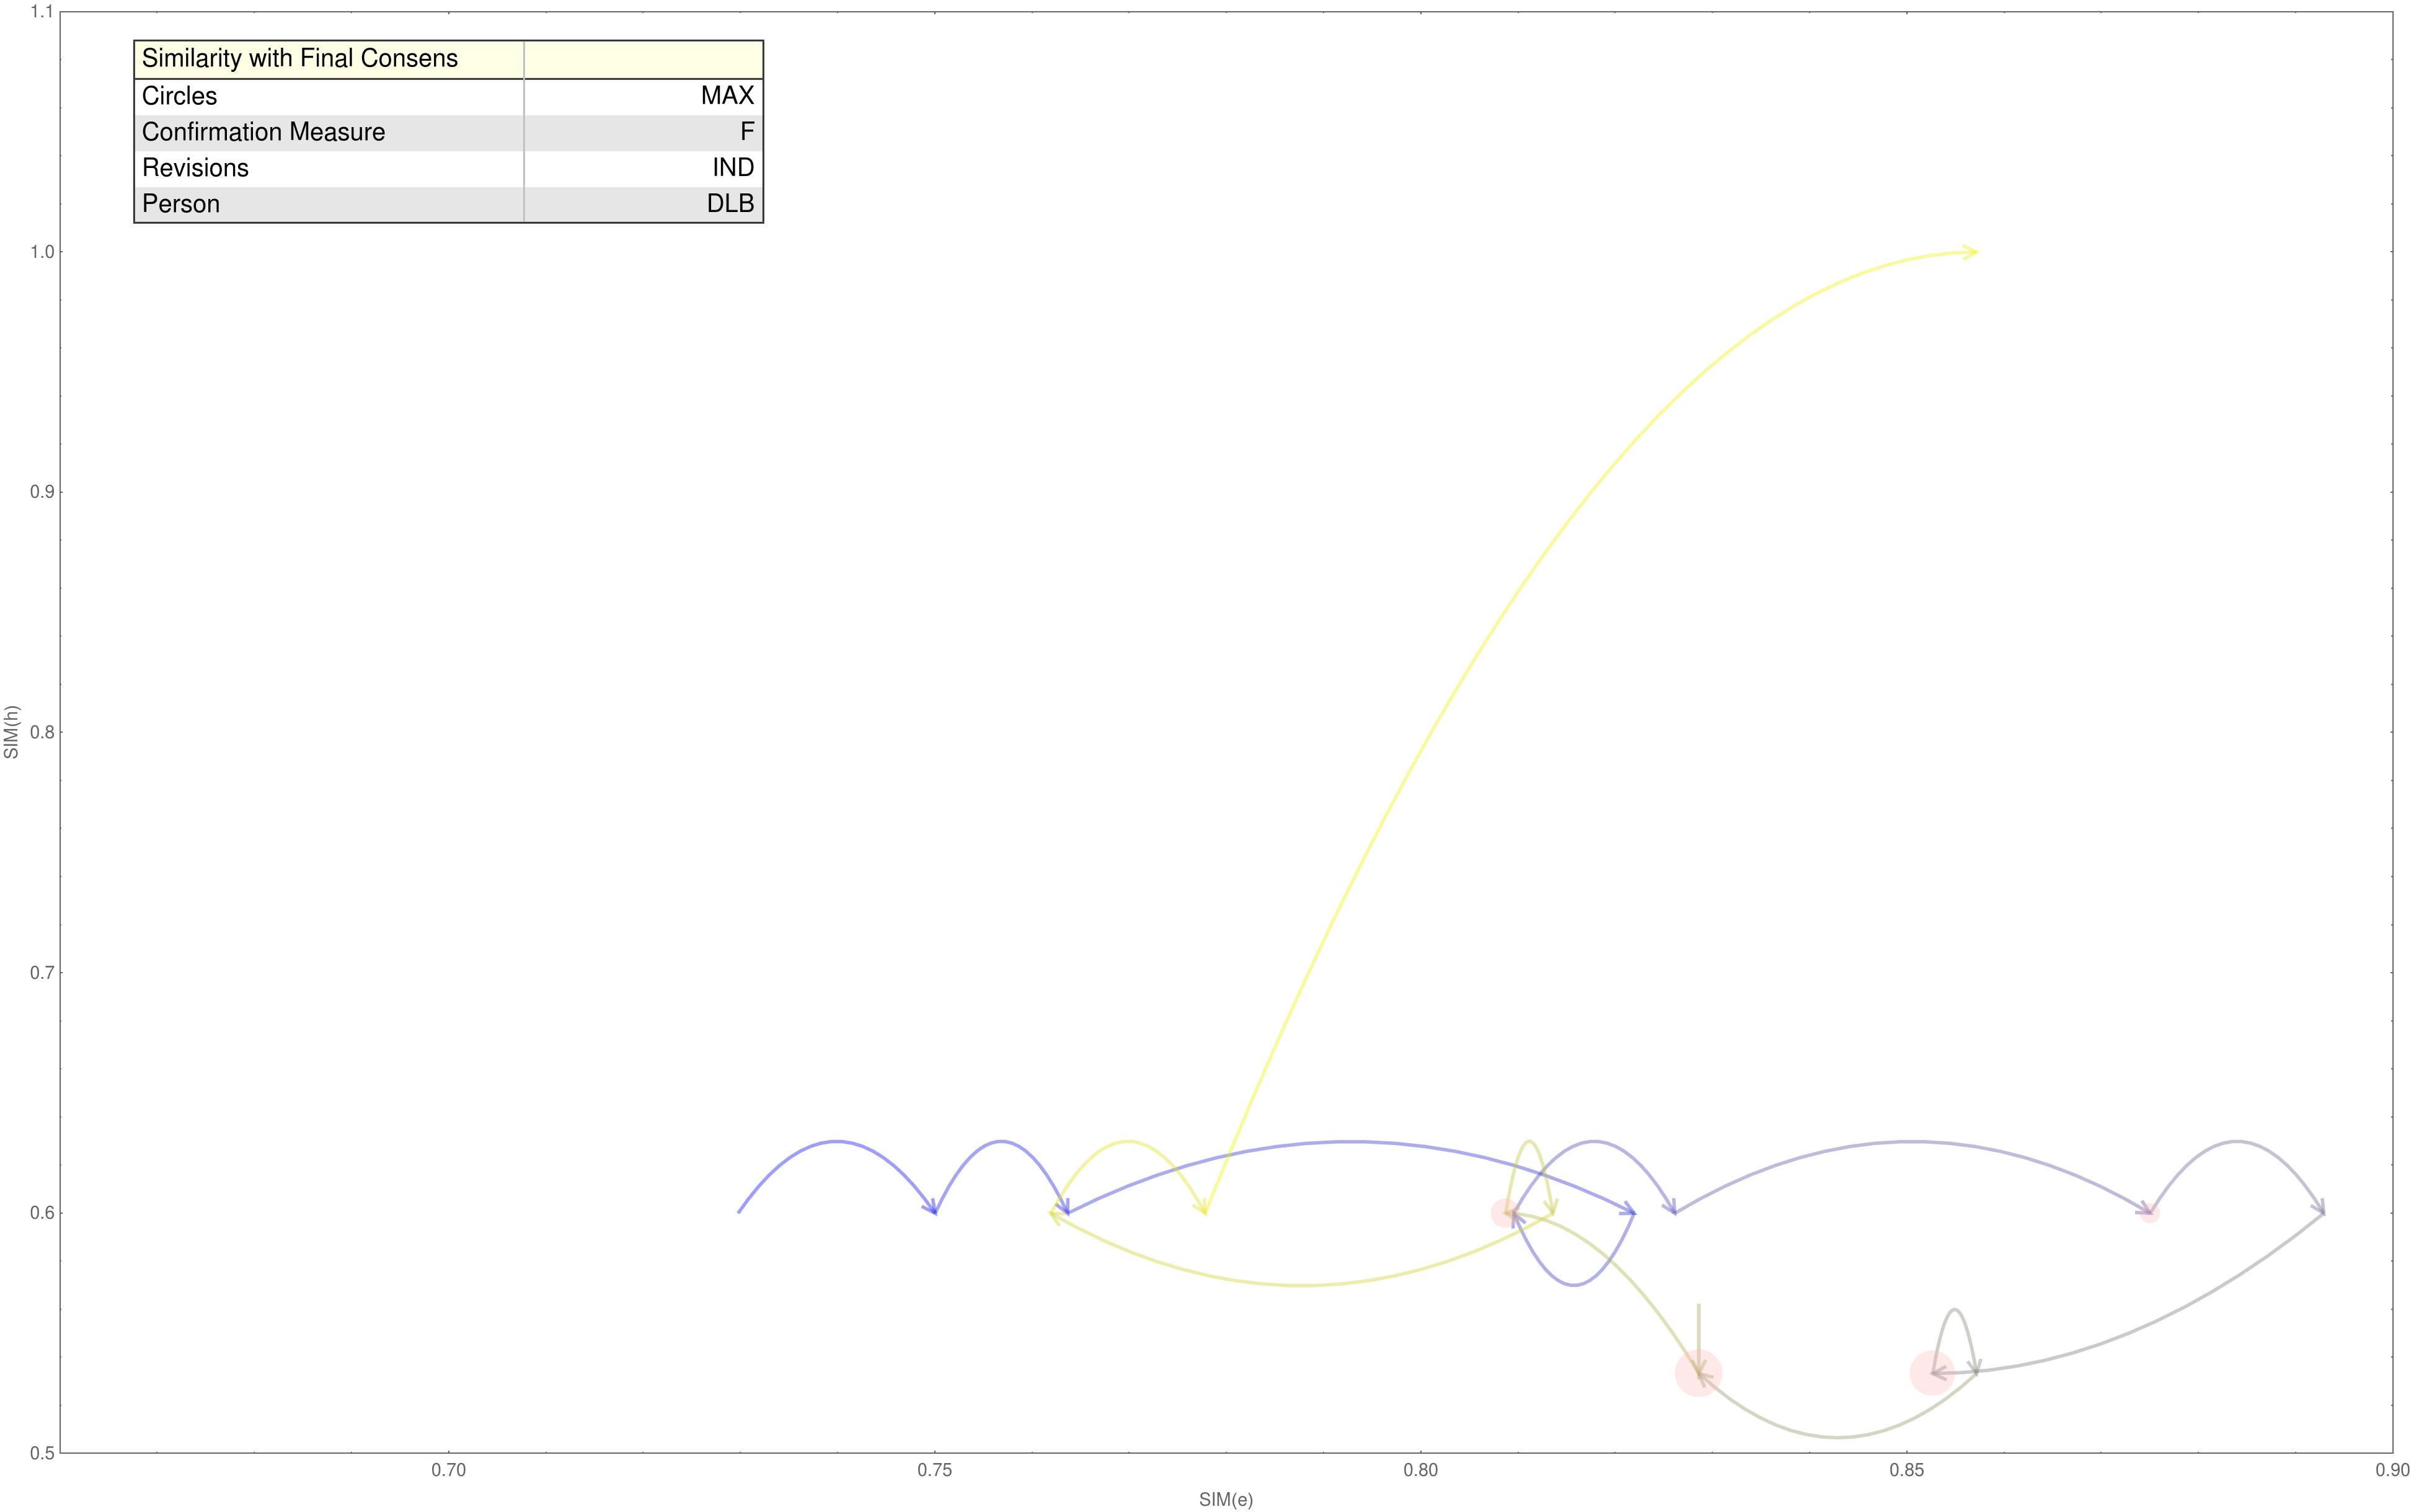 1.1
Similarity with Final Consens
Circles MAX
Confirmation Measure F
Revisions IND
Person DLB
1.0
0.9
0.8
SIM(h)
0.7
0.6
0.5
0.70 0.75 0.80 0.85 0.90
SIM(e)